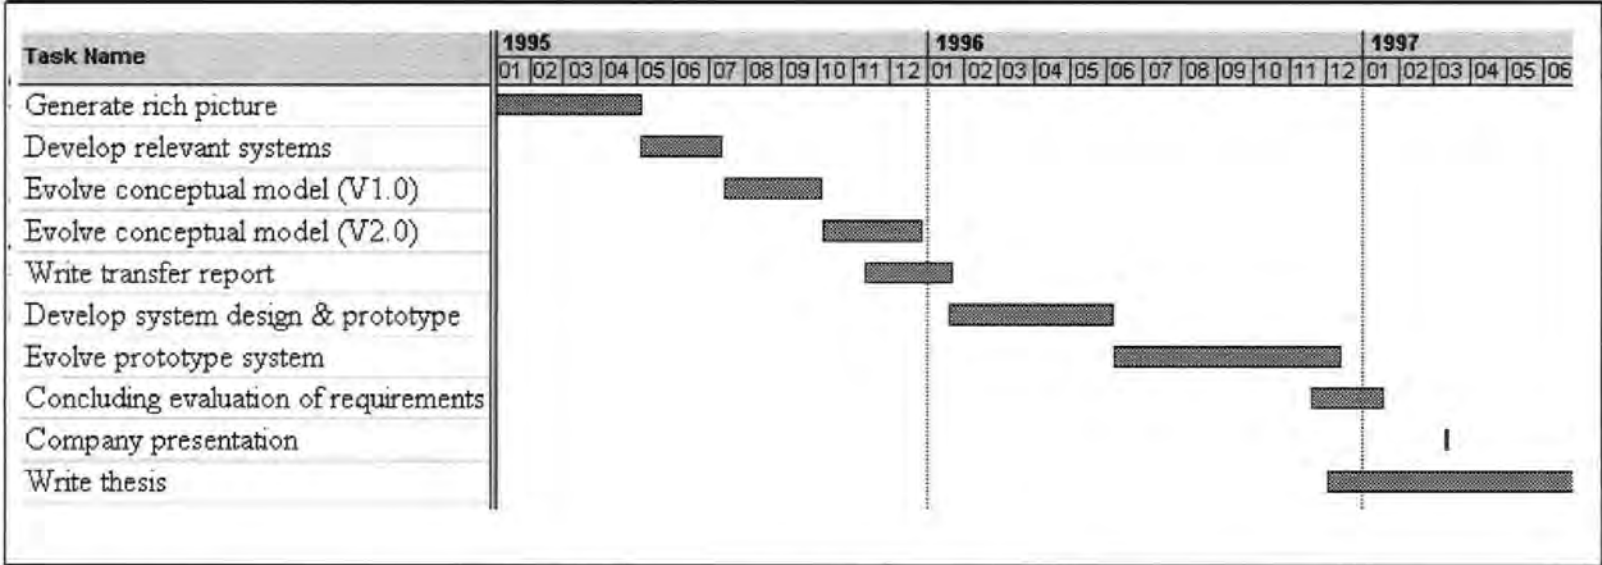 Task Name
1995 1996 1997
01 02 03 04 05 06 07 08 09 10 11 12 01 02 03 04 05 06 07 08 09 10 11 12 01 02 03 04 05 06
Generate rich picture
Develop relevant systems
Evolve conceptual model (V1.0)
Evolve conceptual model (V2.0)
Write transfer report
Develop system design & prototype
Evolve prototype system
Concluding evaluation of requirements
Company presentation
Write thesis